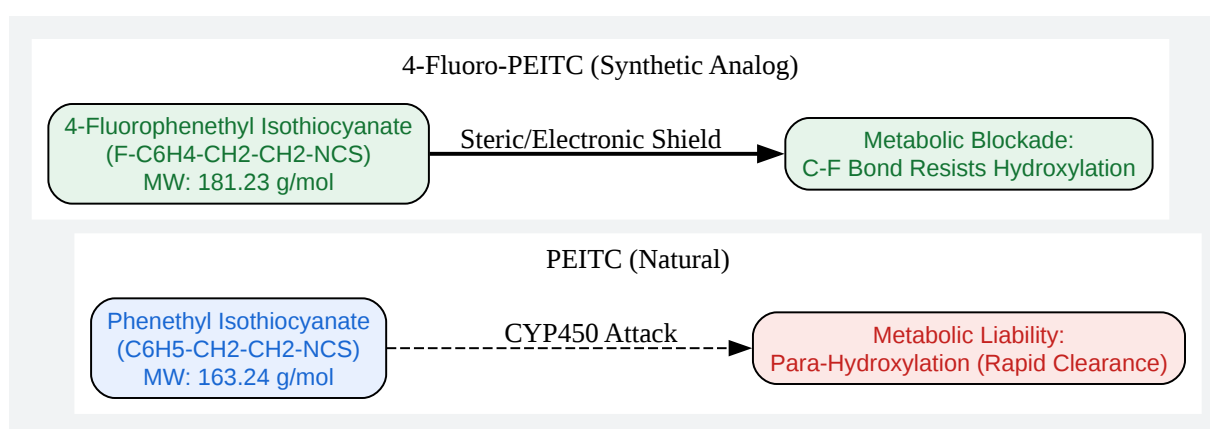 4-Fluoro-PEITC (Synthetic Analog)
4-Fluorophenethyl Isothiocyanate
(F-C6H4-CH2-CH2-NCS)
MW: 181.23 g/mol
Steric/Electronic Shield
Metabolic Blockade:
C-F Bond Resists Hydroxylation
PEITC (Natural)
Phenethyl Isothiocyanate
(C6H5-CH2-CH2-NCS)
MW: 163.24 g/mol
CYP450 Attack
Metabolic Liability:
Para-Hydroxylation (Rapid Clearance)